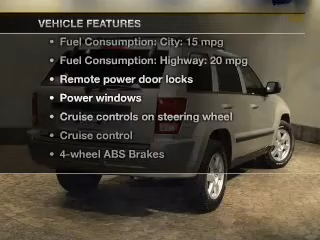 VEHICLE FEATURES
• Fuel Consumption: City: 15 mpg
• Fuel Consumption: Highway: 20 mpg
• Remote power door locks
• Power windows
• Cruise controls on steering wheel
• Cruise control
• 4-wheel ABS Brakes